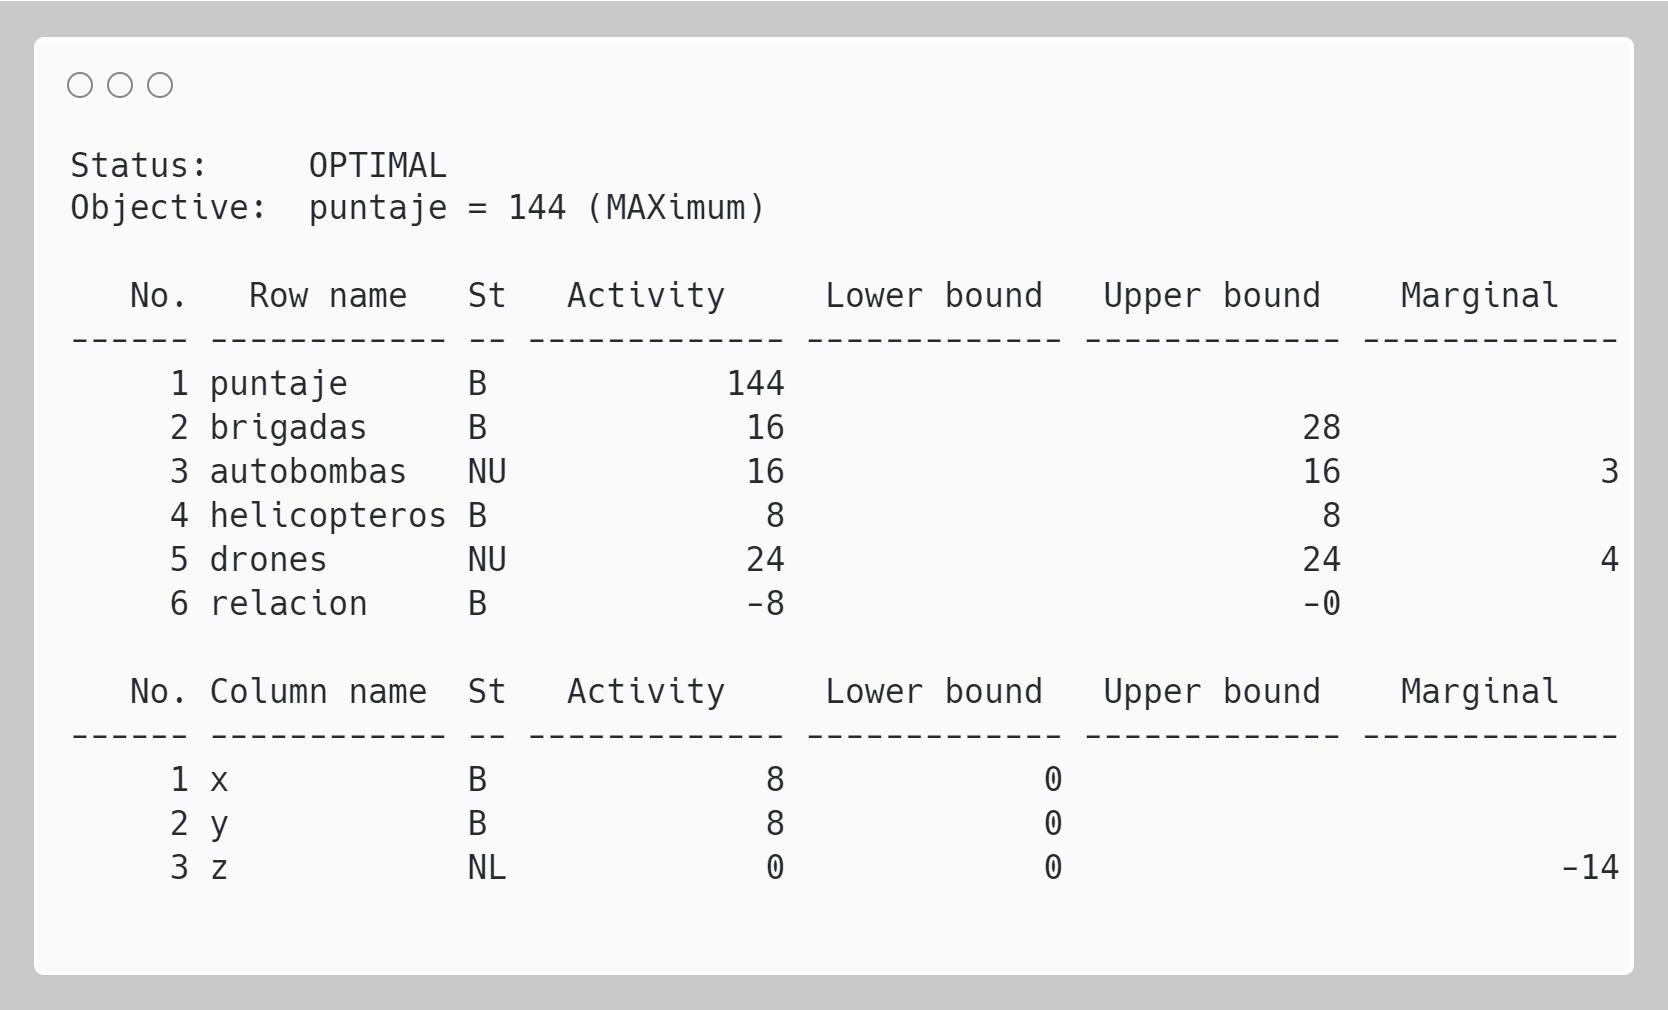 Status:     OPTIMAL
Objective:  puntaje = 144 (MAXimum)
   No.   Row name   St   Activity     Lower bound   Upper bound    Marginal
------ ------------ -- ------------- ------------- ------------- -------------
     1 puntaje      B            144
     2 brigadas     B             16                          28
     3 autobombas   NU            16                          16             3
     4 helicopteros B              8                           8
     5 drones       NU            24                          24             4
     6 relacion     B             -8                          -0
   No. Column name  St   Activity     Lower bound   Upper bound    Marginal
------ ------------ -- ------------- ------------- ------------- -------------
     1 x            B              8             0
     2 y            B              8             0
     3 z            NL             0             0                         -14